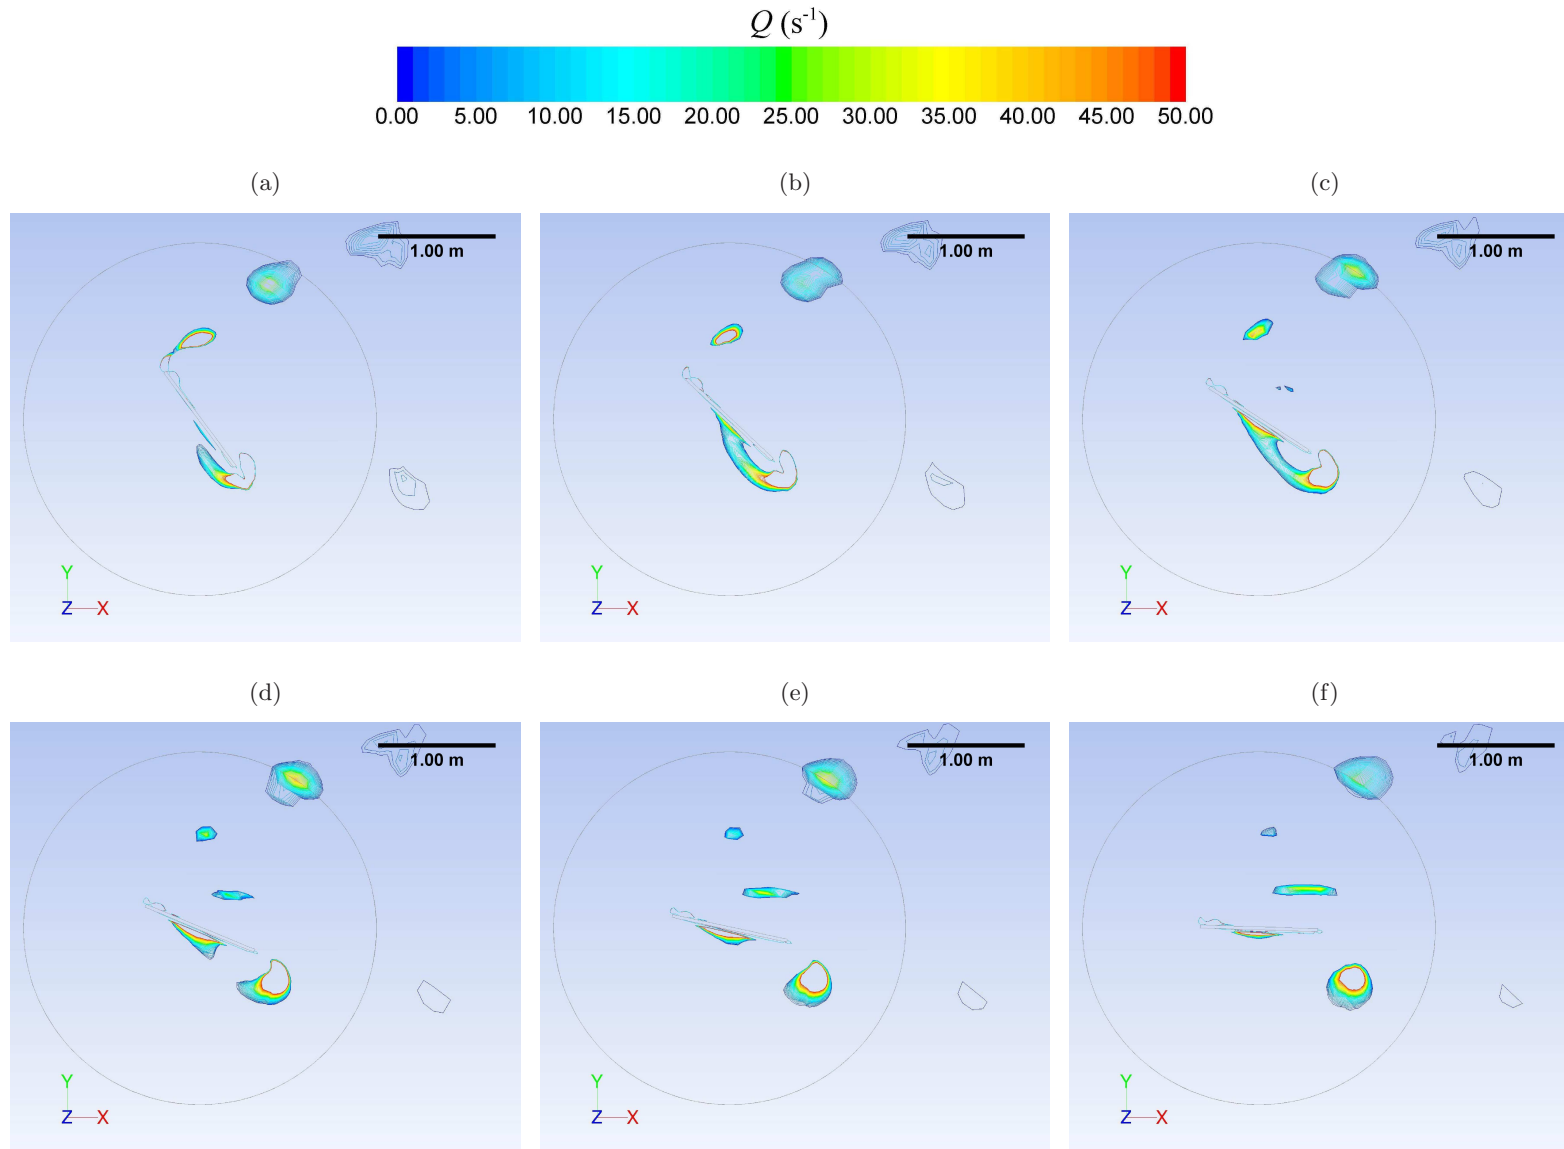 Q (s-1)
0.00 5.00 10.00 15.00 20.00 25.00 30.00 35.00 40.00 45.00 50.00
(a) (b) (c)
1.00 m 1.00 m 1.00 m
Y Y Y
Z X Z X Z X
(d) (e) (f)
1.00 m 1.00 m 1.00 m
Y Y Y
Z X Z X Z X